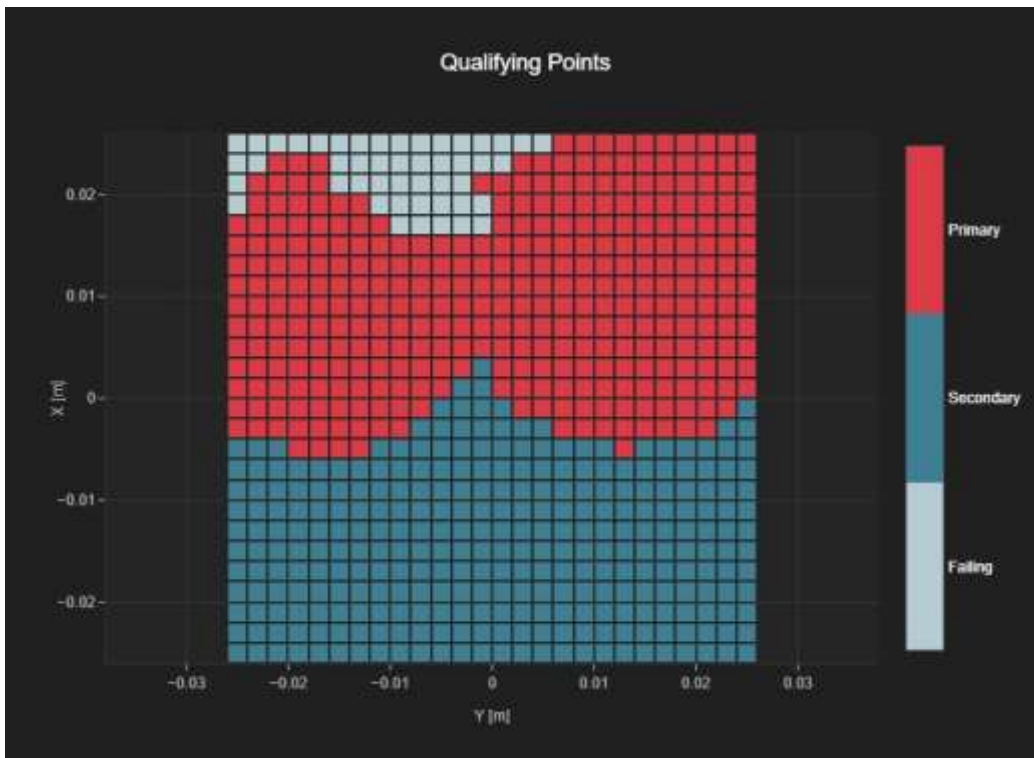 Qualifying Points
0.02
0.01
0
−0.01
−0.02
X [m]
−0.03
−0.02
−0.01
0
0.01
0.02
0.03
Y [m]
Primary
Secondary
Failing